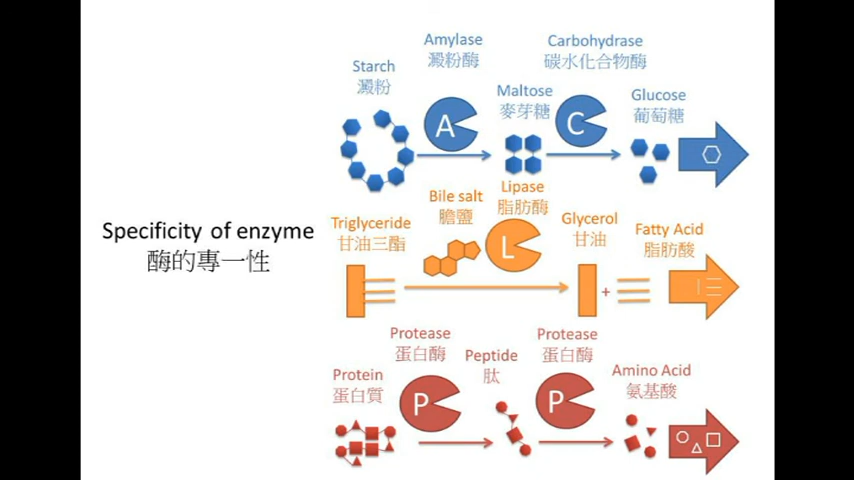 Specificity of enzyme
酶的專一性
Starch
澱粉
Amylase
澱粉酶
A
Maltose
麥芽糖
Carbohydrase
碳水化合物酶
C
Glucose
葡萄糖
Triglyceride
甘油三酯
Bile salt
膽鹽
Lipase
脂肪酶
L
Glycerol
甘油
+
Fatty Acid
脂肪酸
Protein
蛋白質
Protease
蛋白酶
P
Peptide
肽
Protease
蛋白酶
P
Amino Acid
氨基酸